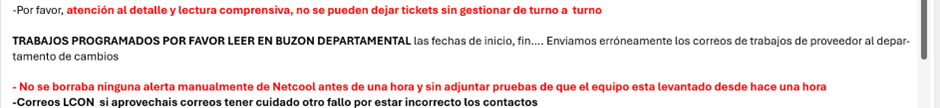 -Por favor, atención al detalle y lectura comprensiva, no se pueden dejar tickets sin gestionar de turno a turno
TRABAJOS PROGRAMADOS POR FAVOR LEER EN BUZON DEPARTAMENTAL las fechas de inicio, fin.... Enviamos erróneamente los correos de trabajos de proveedor al depar-
tamento de cambios
- No se borraba ninguna alerta manualmente de Netcool antes de una hora y sin adjuntar pruebas de que el equipo esta levantado desde hace una hora
-Correos LCON si aprovechais correos tener cuidado otro fallo por estar incorrecto los contactos